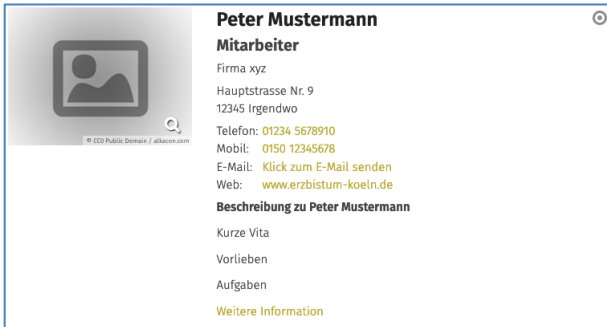 Peter Mustermann
Mitarbeiter
Firma xyz
Hauptstrasse Nr. 9
12345 Irgendwo
Telefon: 01234 5678910
Mobil: 0150 12345678
E-Mail: Klick zum E-Mail senden
Web: www.erzbistum-koeln.de
Beschreibung zu Peter Mustermann
Kurze Vita
Vorlieben
Aufgaben
Weitere Information
© CC0 Public Domain / alkacon.com